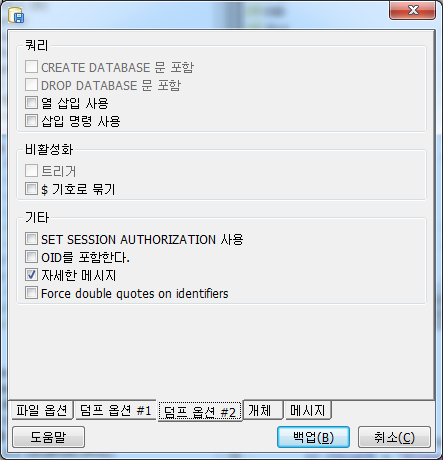 쿼리
CREATE DATABASE 문 포함
DROP DATABASE 문 포함
열 삽입 사용
삽입 명령 사용
비활성화
트리거
$ 기호로 묶기
기타
SET SESSION AUTHORIZATION 사용
OID를 포함한다.
자세한 메시지
Force double quotes on identifiers
파일 옵션 덤프 옵션 #1 덤프 옵션 #2 개체 메시지
도움말 백업(B) 취소(C)